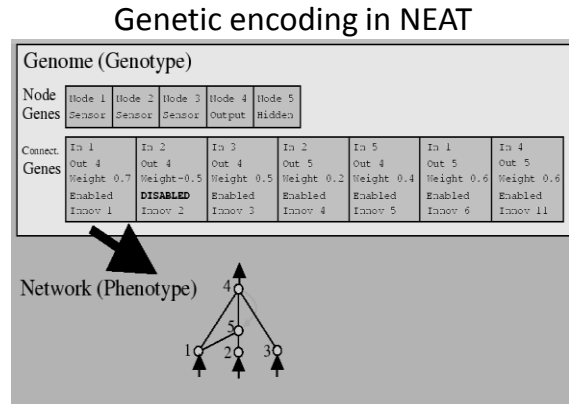 Genetic encoding in NEAT
Genome (Genotype)
Node Genes
Node 1 Node 2 Node 3 Node 4 Node 5
Sensor Sensor Sensor Output Hidden
Connect. Genes
In 1 In 2 In 3 In 2 In 5 In 1 In 4
Out 4 Out 4 Out 4 Out 5 Out 4 Out 5 Out 5
Weight 0.7 Weight-0.5 Weight 0.5 Weight 0.2 Weight 0.4 Weight 0.6 Weight 0.6
Enabled DISABLED Enabled Enabled Enabled Enabled Enabled
Innov 1 Innov 2 Innov 3 Innov 4 Innov 5 Innov 6 Innov 11
Network (Phenotype)
4
5
1 2 3